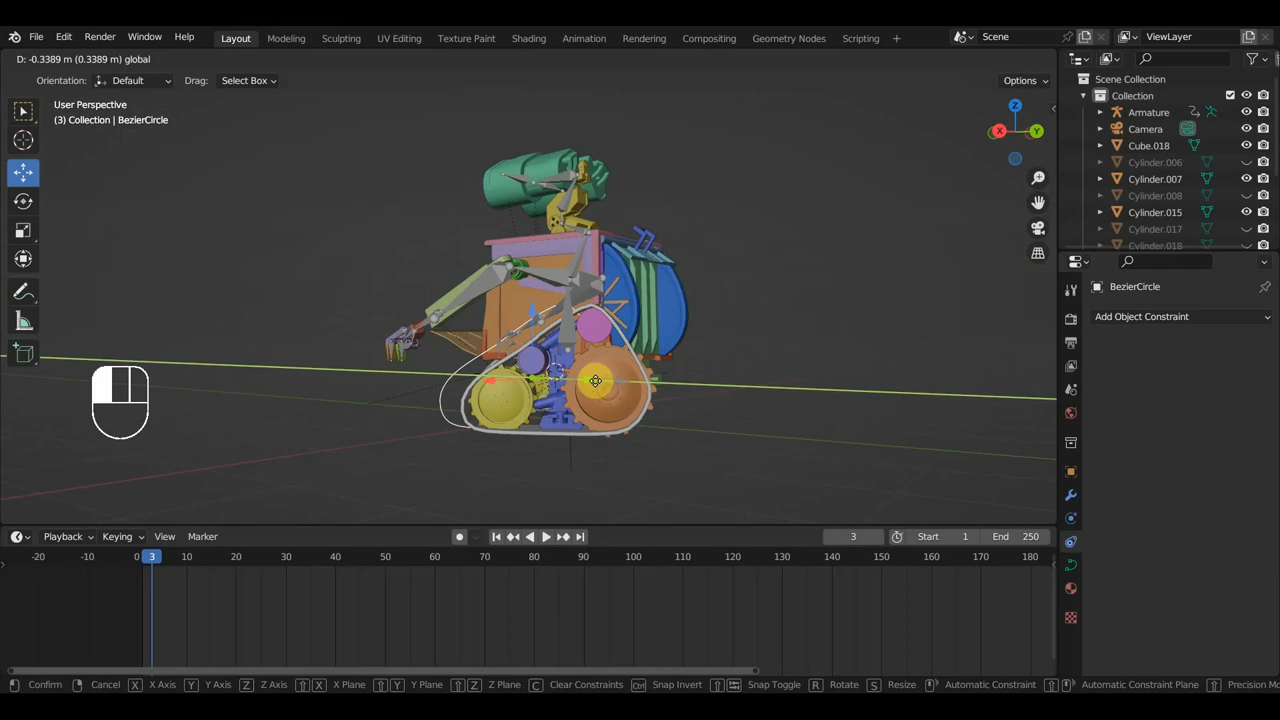 File Edit Render Window Help Layout Modeling Sculpting UV Editing Texture Paint Shading Animation Rendering Compositing Geometry Nodes Scripting + Scene ViewLayer
D: -0.3389 m (0.3389 m) global
Orientation: Default Drag: Select Box Options
User Perspective
(3) Collection | BezierCircle
Z
X Y
Scene Collection
Collection
Armature
Camera
Cube.018
Cylinder.006
Cylinder.007
Cylinder.008
Cylinder.015
Cylinder.017
Cylinder.018
BezierCircle
Add Object Constraint
Playback Keying View Marker 3 Start 1 End 250
-20 -10 0 3 10 20 30 40 50 60 70 80 90 100 110 120 130 140 150 160 170 180
Confirm Cancel X X Axis Y Y Axis Z Z Axis X X Plane Y Y Plane Z Z Plane C Clear Constraints Ctrl Snap Invert Snap Toggle R Rotate S Resize Automatic Constraint Automatic Constraint Plane Precision Mo